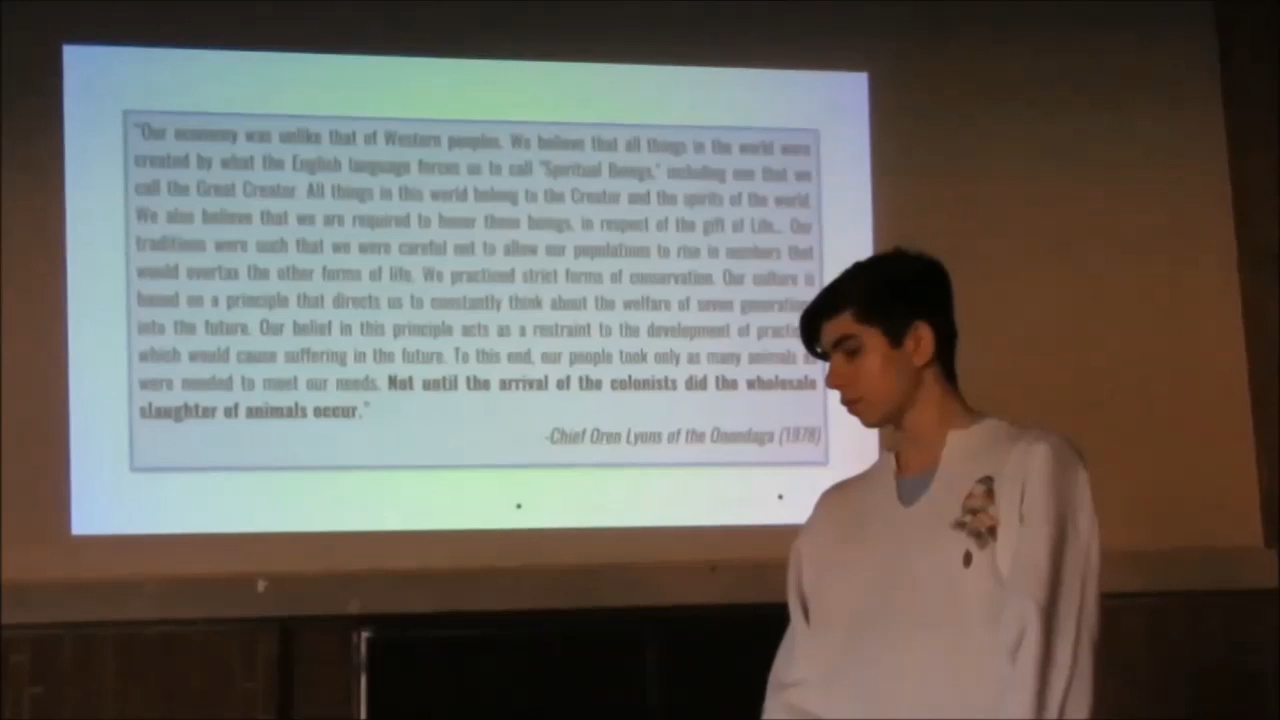 "Our economy was unlike that of Western peoples. We believe that all things in the world were
created by what the English language forces us to call "Spiritual Beings," including one that we
call the Great Creator. All things in this world belong to the Creator and the spirits of the world.
We also believe that we are required to honor these beings, in respect of the gift of Life... Our
traditions were such that we were careful not to allow our populations to rise in numbers that
would overtax the other forms of life. We practiced strict forms of conservation. Our culture is
based on a principle that directs us to constantly think about the welfare of seven
into the future. Our belief in this principle acts as a restraint to the development of
which would cause suffering in the future. To this end, our people took only as many animals
were needed to meet our needs. Not until the arrival of the colonists did the wholesale
slaughter of animals occur."
-Chief Oren Lyons of the Onondaga (1978)